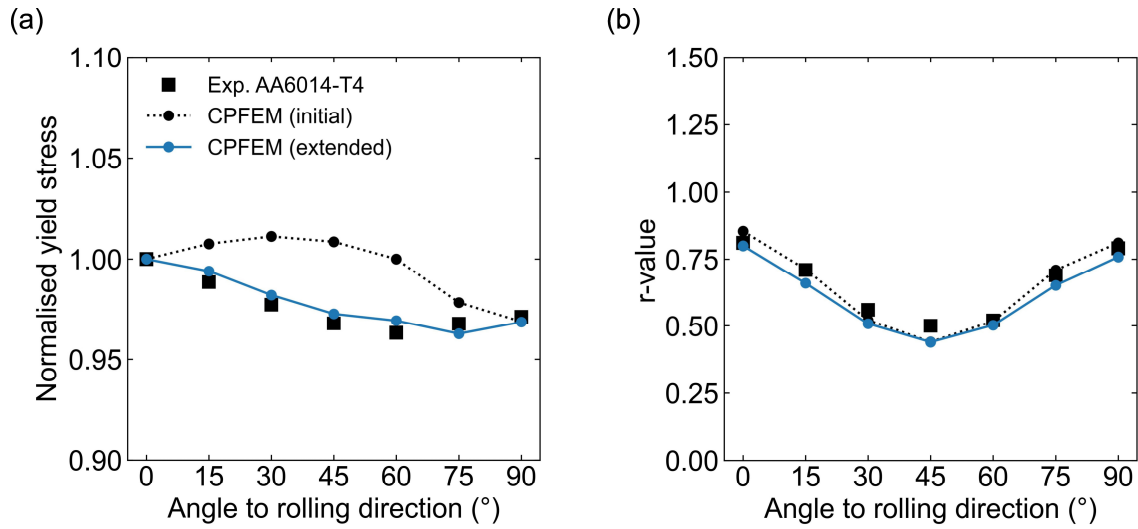 (a)
1.10
1.05
1.00
0.95
0.90
Normalised yield stress
Exp. AA6014-T4
CPFEM (initial)
CPFEM (extended)
0 15 30 45 60 75 90
Angle to rolling direction (°)
(b)
1.50
1.25
1.00
0.75
0.50
0.25
0.00
r-value
0 15 30 45 60 75 90
Angle to rolling direction (°)